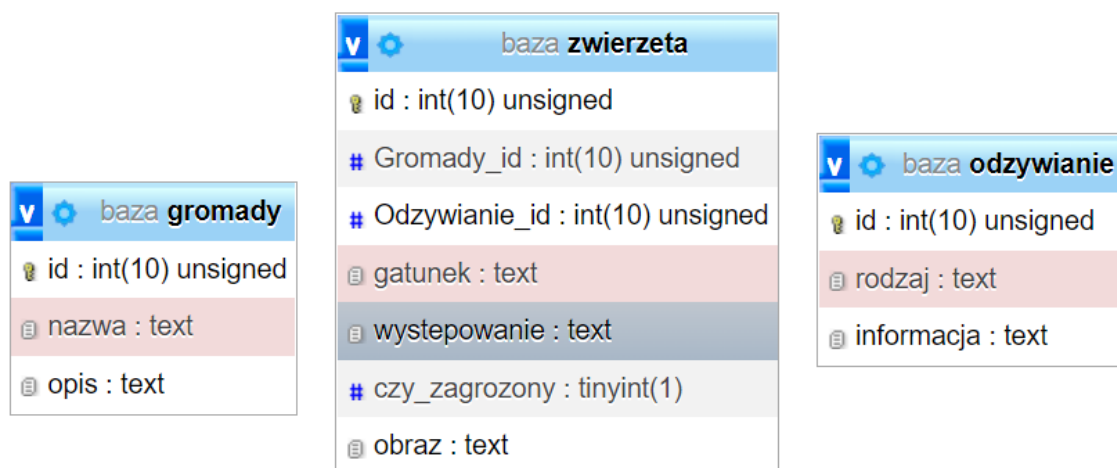 v baza gromady
id : int(10) unsigned
nazwa : text
opis : text
v baza zwierzeta
id : int(10) unsigned
# Gromady_id : int(10) unsigned
# Odzywianie_id : int(10) unsigned
gatunek : text
wystepowanie : text
# czy_zagrozony : tinyint(1)
obraz : text
v baza odzywianie
id : int(10) unsigned
rodzaj : text
informacja : text